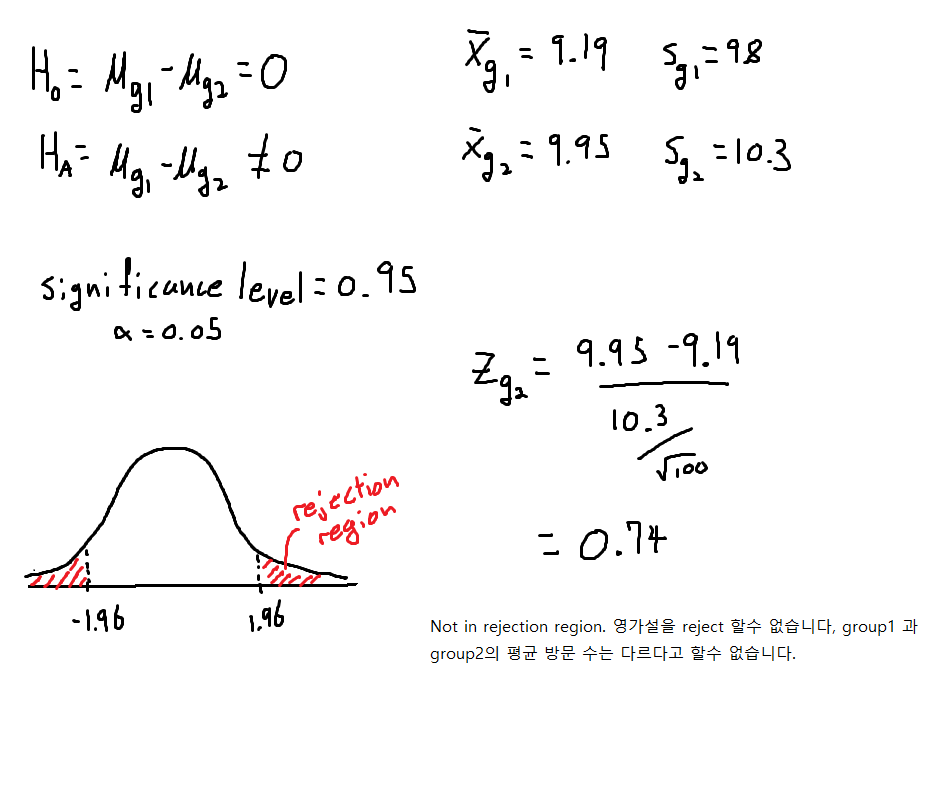 H₀ = μg₁ - μg₂ = 0
H_A = μg₁ - μg₂ ≠ 0
x̄g₁ = 9.19 sg₁ = 98
x̄g₂ = 9.95 sg₂ = 10.3
significance level = 0.95
α = 0.05
Zg₂ = 9.95 - 9.19
10.3
/√100
= 0.74
rejection
region
-1.96 1.96
Not in rejection region. 영가설을 reject 할수 없습니다, group1 과
group2의 평균 방문 수는 다르다고 할수 없습니다.